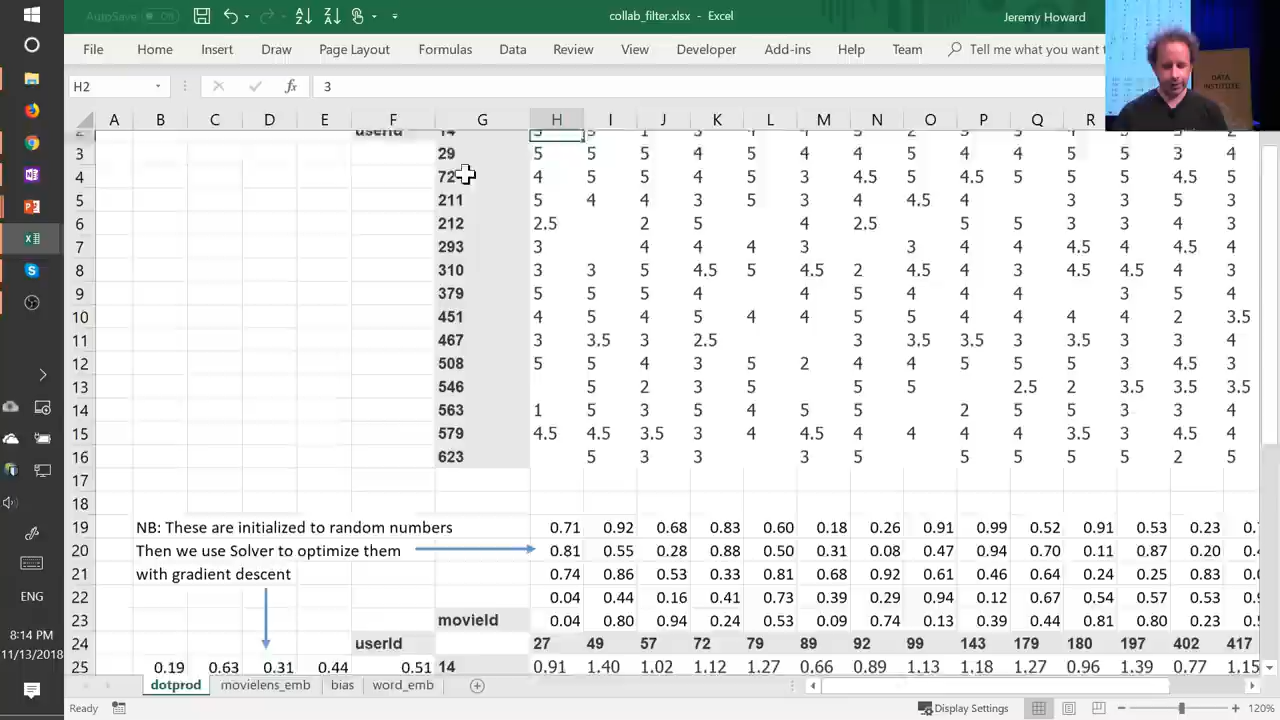 AutoSave Off collab_filter.xlsx - Excel Jeremy Howard
File Home Insert Draw Page Layout Formulas Data Review View Developer Add-ins Help Team Tell me what you want
H2 fx 3
DATA
INSTITUTE
A B C D E F G H I J K L M N O P Q R
3 29 5 5 5 4 5 4 4 5 4 4 5 5 3 4
4 72 4 5 5 4 5 3 4.5 5 4.5 5 5 5 4.5 5
5 211 5 4 4 3 5 3 4 4.5 4 3 3 5 3
6 212 2.5 2 5 4 2.5 5 5 3 3 4 3
7 293 3 4 4 4 3 3 4 4 4.5 4 4.5 4
8 310 3 3 5 4.5 5 4.5 2 4.5 4 3 4.5 4.5 4 3
9 379 5 5 5 4 4 5 4 4 4 3 5 4
10 451 4 5 4 5 4 4 5 5 4 4 4 4 2 3.5
11 467 3 3.5 3 2.5 3 3.5 3.5 3 3.5 3 3 4
12 508 5 5 4 3 5 2 4 4 5 5 5 3 4.5 3
13 546 5 2 3 5 5 5 2.5 2 3.5 3.5 3.5
14 563 1 5 3 5 4 5 5 2 5 5 3 3 4
15 579 4.5 4.5 3.5 3 4 4.5 4 4 4 4 3.5 3 4.5 4
16 623 5 3 3 3 5 5 5 5 5 2 5
17
18
19 NB: These are initialized to random numbers 0.71 0.92 0.68 0.83 0.60 0.18 0.26 0.91 0.99 0.52 0.91 0.53 0.23
20 Then we use Solver to optimize them 0.81 0.55 0.28 0.88 0.50 0.31 0.08 0.47 0.94 0.70 0.11 0.87 0.20
21 with gradient descent 0.74 0.86 0.53 0.33 0.81 0.68 0.92 0.61 0.46 0.64 0.24 0.25 0.83
22 0.04 0.44 0.16 0.41 0.73 0.39 0.29 0.94 0.12 0.67 0.54 0.57 0.53
23 movieId 0.04 0.80 0.94 0.24 0.53 0.09 0.74 0.13 0.39 0.44 0.81 0.80 0.23
24 userId 27 49 57 72 79 89 92 99 143 179 180 197 402 417
25 0.19 0.63 0.31 0.44 0.51 14 0.91 1.40 1.02 1.12 1.27 0.66 0.89 1.13 1.18 1.27 0.96 1.39 0.77 1.15
dotprod movielens_emb bias word_emb
Ready Display Settings 120%
ENG
8:14 PM
11/13/2018